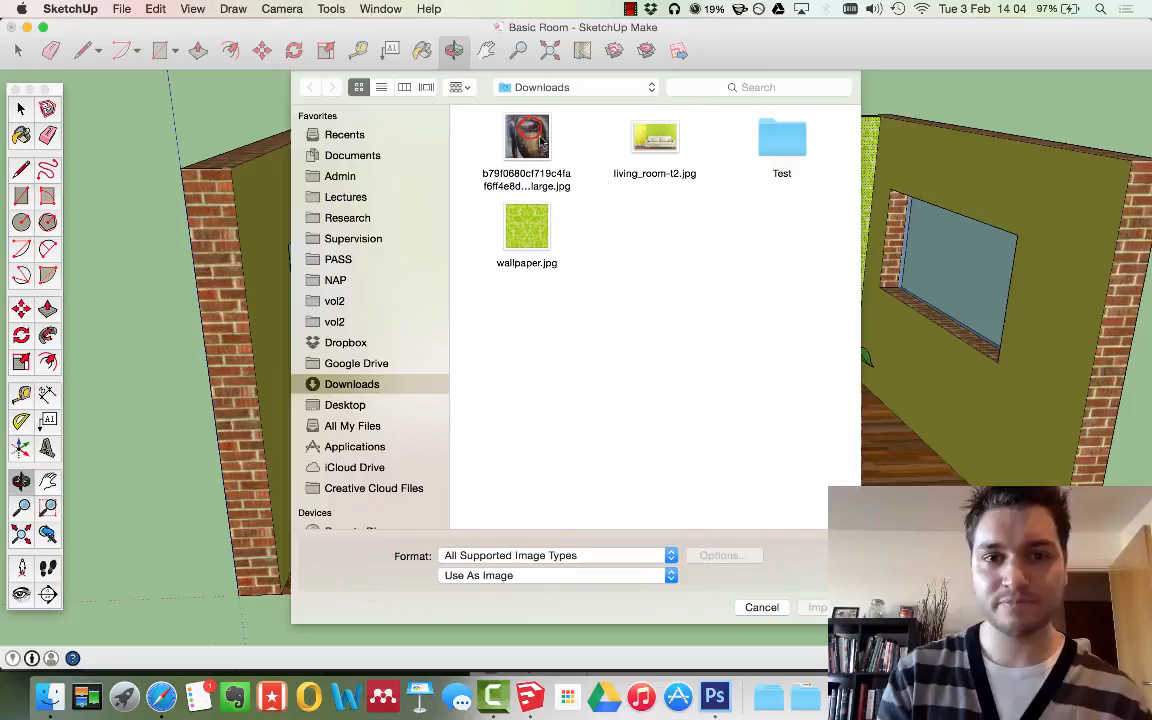 SketchUp File Edit View Draw Camera Tools Window Help 19% Tue 3 Feb 14 04 97%
Basic Room - SketchUp Make
Downloads
Search
Favorites
Recents
Documents
Admin
Lectures
Research
Supervision
PASS
NAP
vol2
vol2
Dropbox
Google Drive
Downloads
Desktop
All My Files
Applications
iCloud Drive
Creative Cloud Files
Devices
b79f0680cf719c4fa
f6ff4e8d...large.jpg
living_room-t2.jpg
Test
wallpaper.jpg
Format: All Supported Image Types Options...
Use As Image
Cancel Imp